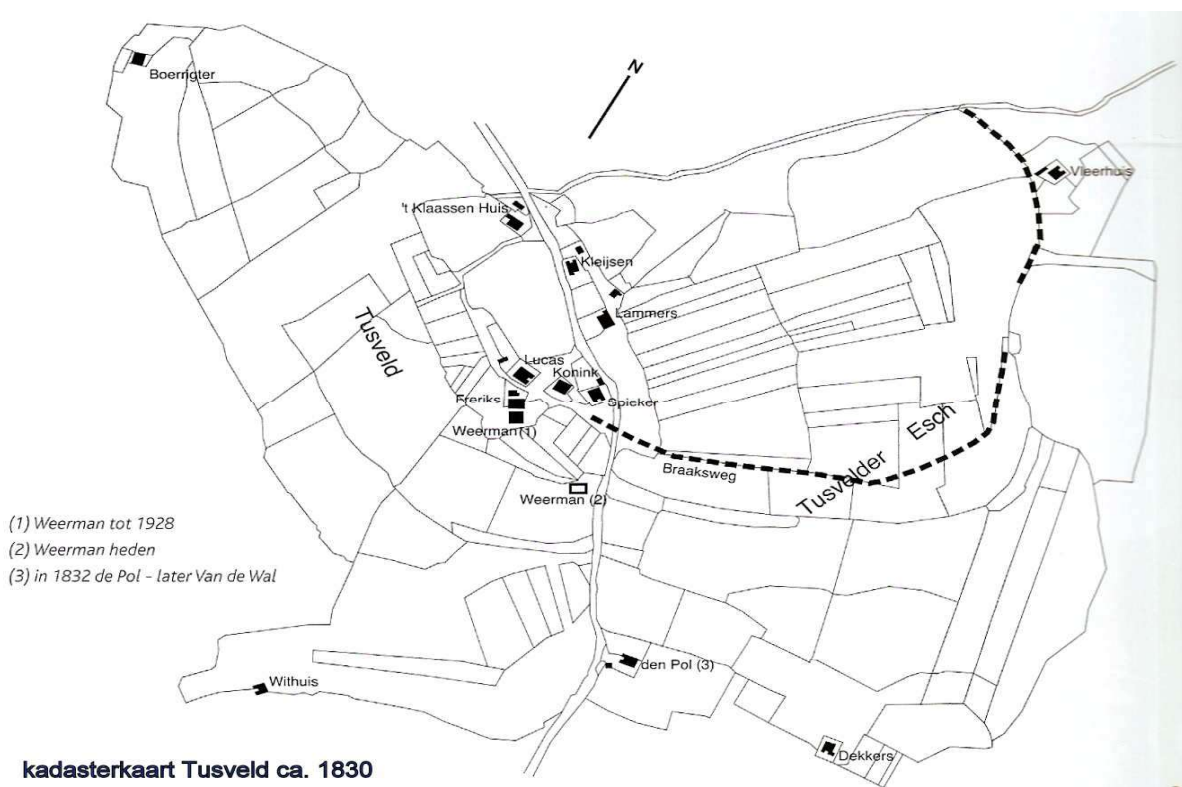 Boerrigter
N
Vleerhuis
't Klaassen Huis
Kleijsen
Lammers
Tusveld
Lucas
Konink
Freriks
Spieker
Weerman (1)
Esch
Braaksweg
Tusvelder
Weerman (2)
(1) Weerman tot 1928
(2) Weerman heden
(3) in 1832 de Pol - later Van de Wal
den Pol (3)
Withuis
Dekkers
kadasterkaart Tusveld ca. 1830